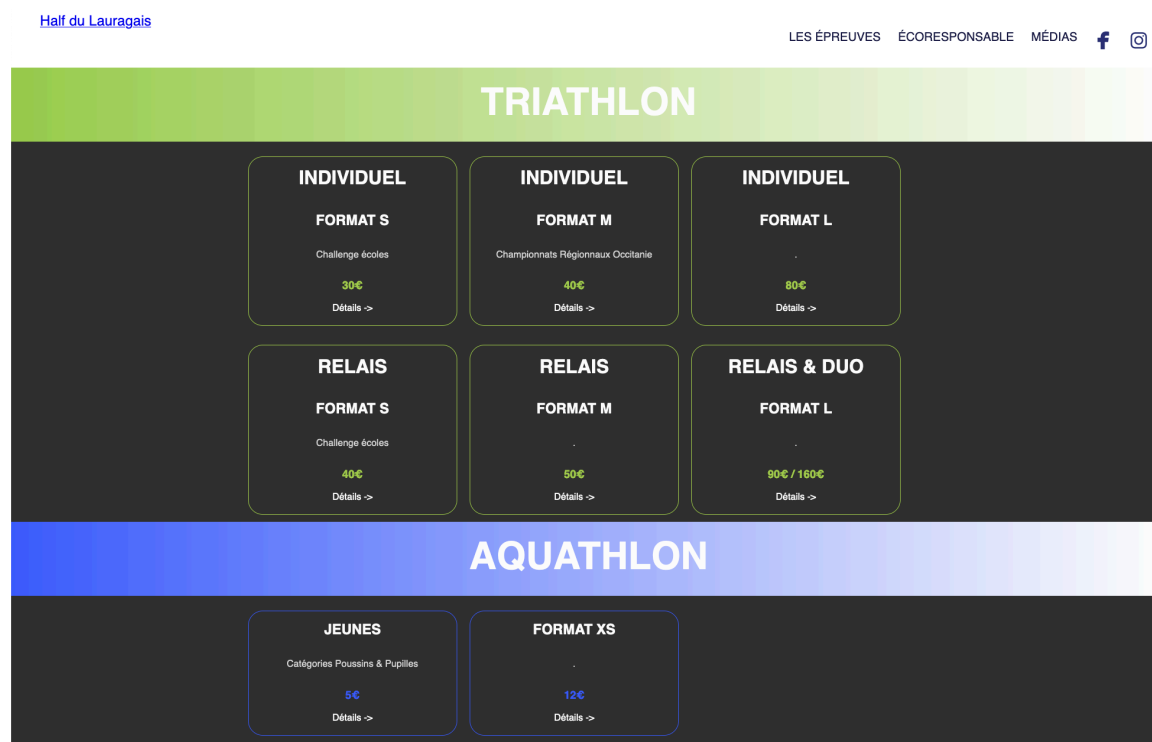 Half du Lauragais
LES ÉPREUVES ÉCORESPONSABLE MÉDIAS
TRIATHLON
INDIVIDUEL
FORMAT S
Challenge écoles
30€
Détails ->
INDIVIDUEL
FORMAT M
Championnats Régionnaux Occitanie
40€
Détails ->
INDIVIDUEL
FORMAT L
.
80€
Détails ->
RELAIS
FORMAT S
Challenge écoles
40€
Détails ->
RELAIS
FORMAT M
.
50€
Détails ->
RELAIS & DUO
FORMAT L
.
90€ / 160€
Détails ->
AQUATHLON
JEUNES
Catégories Poussins & Pupilles
5€
Détails ->
FORMAT XS
.
12€
Détails ->